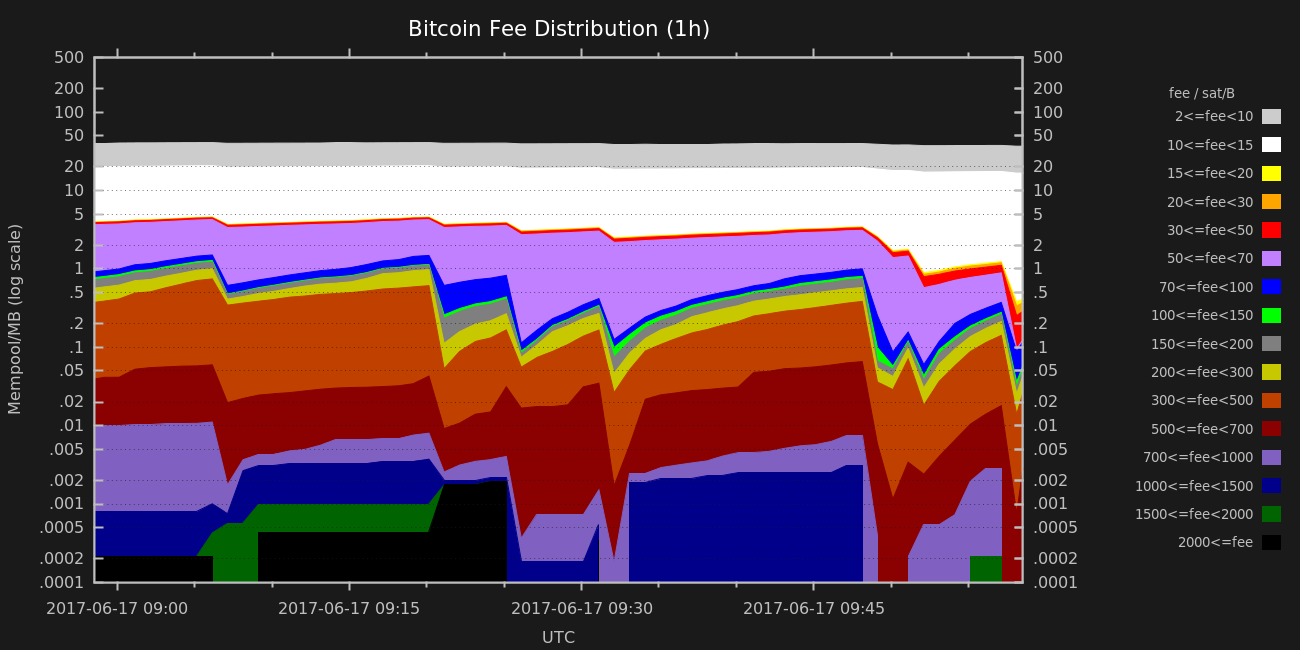 Bitcoin Fee Distribution (1h)
500 500
200 200
100 100
50 50
20 20
10 10
5 5
2 2
1 1
.5 .5
.2 .2
.1 .1
.05 .05
.02 .02
.01 .01
.005 .005
.002 .002
.001 .001
.0005 .0005
.0002 .0002
.0001 .0001
Mempool/MB (log scale)
2017-06-17 09:00 2017-06-17 09:15 2017-06-17 09:30 2017-06-17 09:45
UTC
fee / sat/B
2<=fee<10
10<=fee<15
15<=fee<20
20<=fee<30
30<=fee<50
50<=fee<70
70<=fee<100
100<=fee<150
150<=fee<200
200<=fee<300
300<=fee<500
500<=fee<700
700<=fee<1000
1000<=fee<1500
1500<=fee<2000
2000<=fee